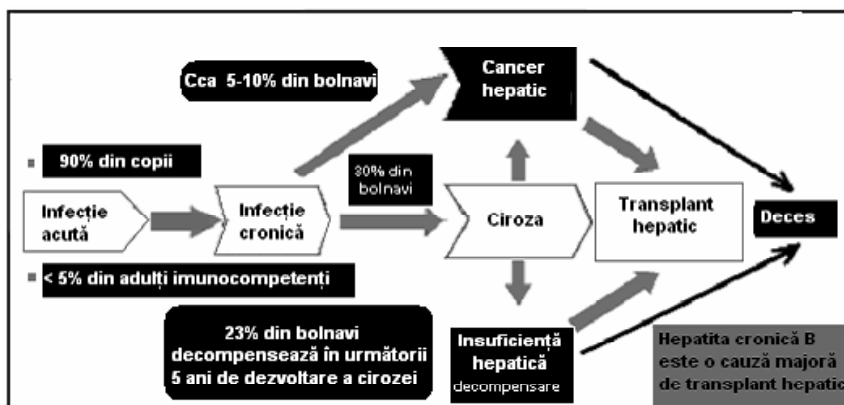 Cca 5-10% din bolnavi
Cancer
hepatic
90% din copii
30% din
bolnavi
Infecție
acută
Infecție
cronică
Ciroza
Transplant
hepatic
Deces
< 5% din adulți imunocompetenți
23% din bolnavi
decompensează în următorii
5 ani de dezvoltare a cirozei
Insuficiență
hepatică
decompensare
Hepatita cronică B
este o cauză majoră
de transplant hepatic